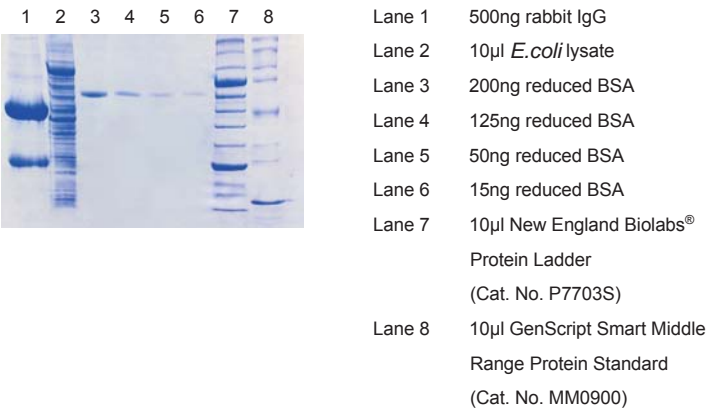 1 2 3 4 5 6 7 8
Lane 1 500ng rabbit IgG
Lane 2 10µl E.coli lysate
Lane 3 200ng reduced BSA
Lane 4 125ng reduced BSA
Lane 5 50ng reduced BSA
Lane 6 15ng reduced BSA
Lane 7 10µl New England Biolabs®
Protein Ladder
(Cat. No. P7703S)
Lane 8 10µl GenScript Smart Middle
Range Protein Standard
(Cat. No. MM0900)